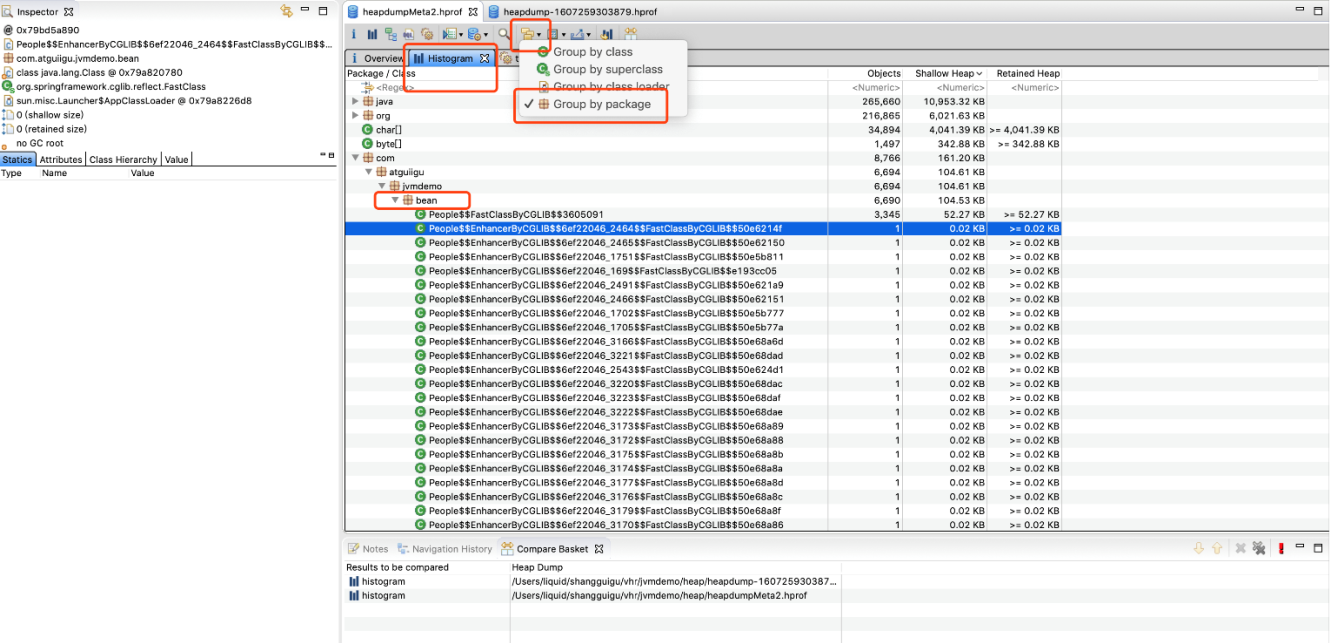 Inspector
@ 0x79bd5a890
People$$EnhancerByCGLIB$$6ef22046_2464$$FastClassByCGLIB$$...
com.atguiigu.jvmdemo.bean
class java.lang.Class @ 0x79a820780
org.springframework.cglib.reflect.FastClass
sun.misc.Launcher$AppClassLoader @ 0x79a8226d8
0 (shallow size)
0 (retained size)
no GC root
Statics Attributes Class Hierarchy Value
Type Name Value
heapdumpMeta2.hprof heapdump-1607259303879.hprof
i Overview Histogram t
Group by class
Group by superclass
Group by class loader
✓ Group by package
Package / Class Objects Shallow Heap Retained Heap
<Regex> <Numeric> <Numeric> <Numeric>
java 265,660 10,953.32 KB
org 216,865 6,021.63 KB
char[] 34,894 4,041.39 KB >= 4,041.39 KB
byte[] 1,497 342.88 KB >= 342.88 KB
com 8,766 161.20 KB
atguiigu 6,694 104.61 KB
jvmdemo 6,694 104.61 KB
bean 6,690 104.53 KB
People$$FastClassByCGLIB$$3605091 3,345 52.27 KB >= 52.27 KB
People$$EnhancerByCGLIB$$6ef22046_2464$$FastClassByCGLIB$$50e6214f 1 0.02 KB >= 0.02 KB
People$$EnhancerByCGLIB$$6ef22046_2465$$FastClassByCGLIB$$50e62150 1 0.02 KB >= 0.02 KB
People$$EnhancerByCGLIB$$6ef22046_1751$$FastClassByCGLIB$$50e5b811 1 0.02 KB >= 0.02 KB
People$$EnhancerByCGLIB$$6ef22046_169$$FastClassByCGLIB$$e193cc05 1 0.02 KB >= 0.02 KB
People$$EnhancerByCGLIB$$6ef22046_2491$$FastClassByCGLIB$$50e621a9 1 0.02 KB >= 0.02 KB
People$$EnhancerByCGLIB$$6ef22046_2466$$FastClassByCGLIB$$50e62151 1 0.02 KB >= 0.02 KB
People$$EnhancerByCGLIB$$6ef22046_1702$$FastClassByCGLIB$$50e5b777 1 0.02 KB >= 0.02 KB
People$$EnhancerByCGLIB$$6ef22046_1705$$FastClassByCGLIB$$50e5b77a 1 0.02 KB >= 0.02 KB
People$$EnhancerByCGLIB$$6ef22046_3166$$FastClassByCGLIB$$50e68a6d 1 0.02 KB >= 0.02 KB
People$$EnhancerByCGLIB$$6ef22046_3221$$FastClassByCGLIB$$50e68dad 1 0.02 KB >= 0.02 KB
People$$EnhancerByCGLIB$$6ef22046_2543$$FastClassByCGLIB$$50e624d1 1 0.02 KB >= 0.02 KB
People$$EnhancerByCGLIB$$6ef22046_3220$$FastClassByCGLIB$$50e68dac 1 0.02 KB >= 0.02 KB
People$$EnhancerByCGLIB$$6ef22046_3223$$FastClassByCGLIB$$50e68daf 1 0.02 KB >= 0.02 KB
People$$EnhancerByCGLIB$$6ef22046_3222$$FastClassByCGLIB$$50e68dae 1 0.02 KB >= 0.02 KB
People$$EnhancerByCGLIB$$6ef22046_3173$$FastClassByCGLIB$$50e68a89 1 0.02 KB >= 0.02 KB
People$$EnhancerByCGLIB$$6ef22046_3172$$FastClassByCGLIB$$50e68a88 1 0.02 KB >= 0.02 KB
People$$EnhancerByCGLIB$$6ef22046_3175$$FastClassByCGLIB$$50e68a8b 1 0.02 KB >= 0.02 KB
People$$EnhancerByCGLIB$$6ef22046_3174$$FastClassByCGLIB$$50e68a8a 1 0.02 KB >= 0.02 KB
People$$EnhancerByCGLIB$$6ef22046_3177$$FastClassByCGLIB$$50e68a8d 1 0.02 KB >= 0.02 KB
People$$EnhancerByCGLIB$$6ef22046_3176$$FastClassByCGLIB$$50e68a8c 1 0.02 KB >= 0.02 KB
People$$EnhancerByCGLIB$$6ef22046_3179$$FastClassByCGLIB$$50e68a8f 1 0.02 KB >= 0.02 KB
People$$EnhancerByCGLIB$$6ef22046_3170$$FastClassByCGLIB$$50e68a86 1 0.02 KB >= 0.02 KB
Notes Navigation History Compare Basket
Results to be compared Heap Dump
histogram /Users/liquid/shangguigu/vhr/jvmdemo/heap/heapdump-160725930387...
histogram /Users/liquid/shangguigu/vhr/jvmdemo/heap/heapdumpMeta2.hprof